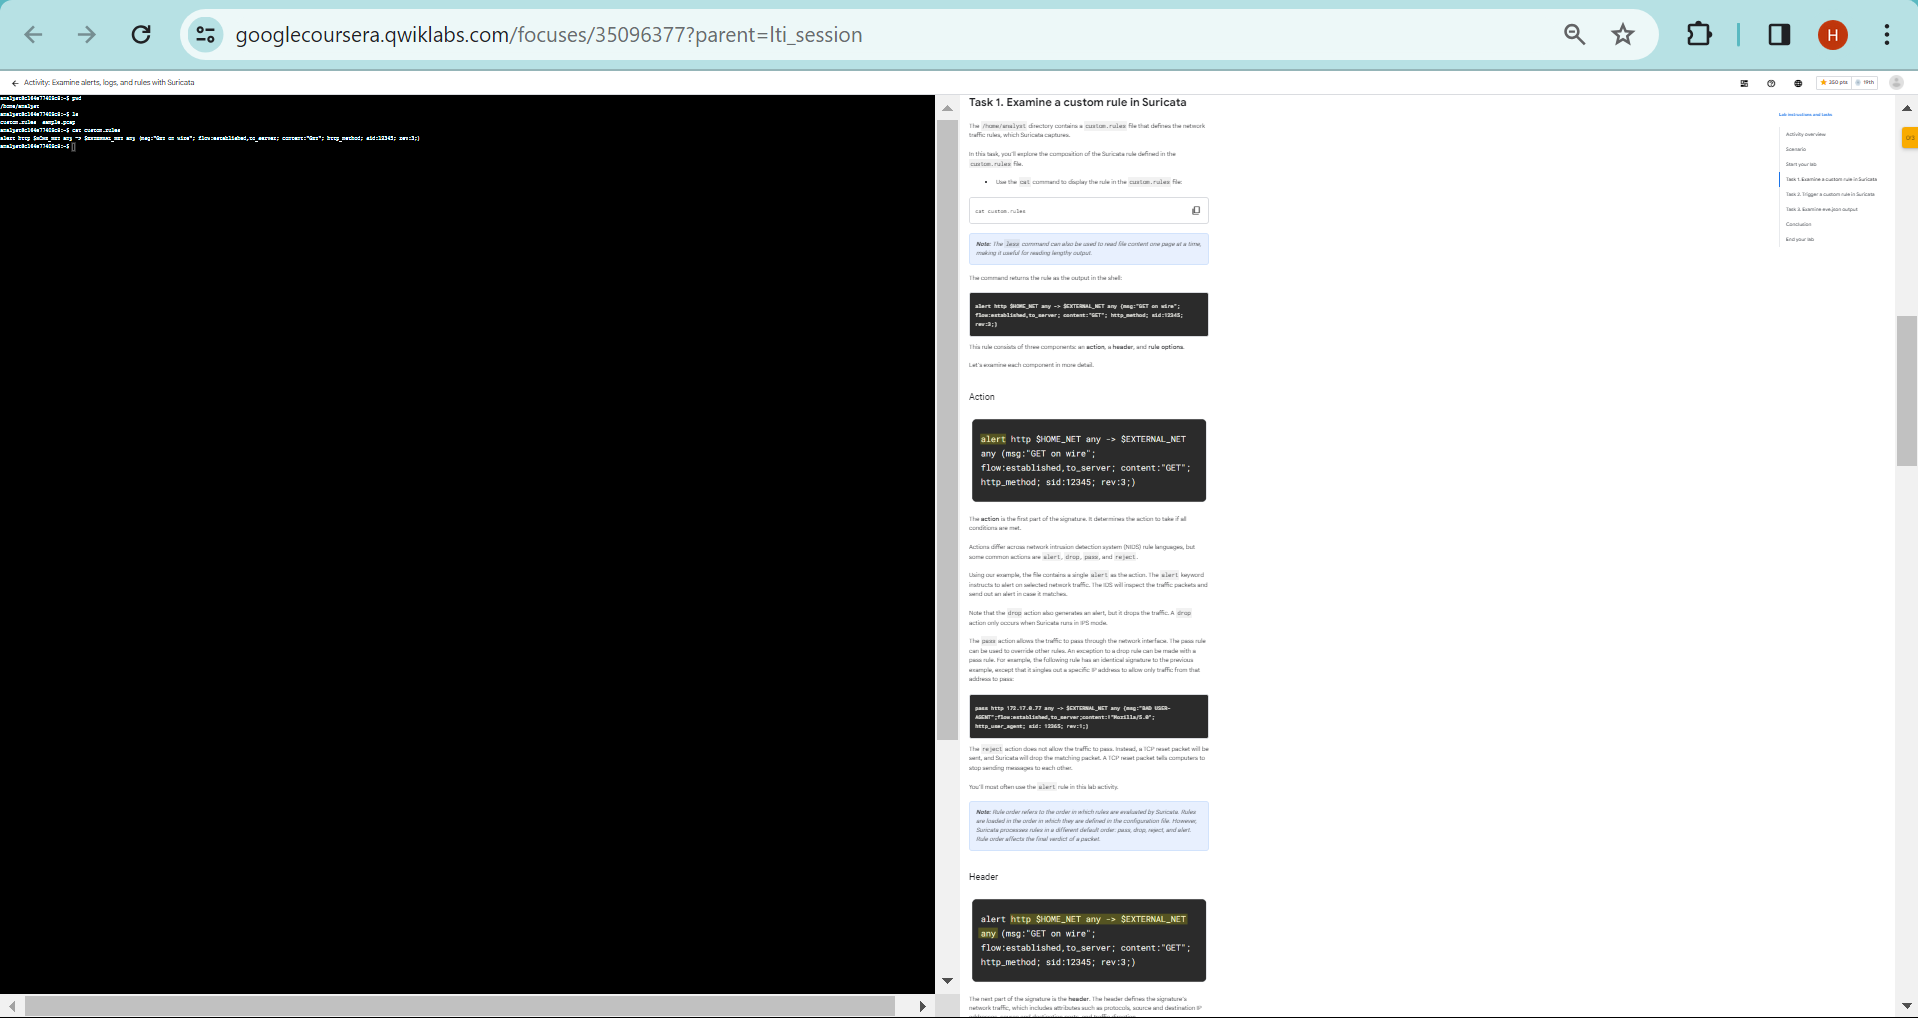 googlecoursera.qwiklabs.com/focuses/35096377?parent=lti_session
H
Activity: Examine alerts, logs, and rules with Suricata
350 pts
19th
analyst@c164e77408c8:~$ pwd
/home/analyst
analyst@c164e77408c8:~$ ls
custom.rules sample.pcap
analyst@c164e77408c8:~$ cat custom.rules
alert http $HOME_NET any -> $EXTERNAL_NET any (msg:"GET on wire"; flow:established,to_server; content:"GET"; http_method; sid:12345; rev:3;)
analyst@c164e77408c8:~$
Task 1. Examine a custom rule in Suricata
The /home/analyst directory contains a custom.rules file that defines the network
traffic rules, which Suricata captures.
In this task, you'll explore the composition of the Suricata rule defined in the
custom.rules file.
• Use the cat command to display the rule in the custom.rules file:
cat custom.rules
Note: The less command can also be used to read file content one page at a time,
making it useful for reading lengthy output.
The command returns the rule as the output in the shell:
alert http $HOME_NET any -> $EXTERNAL_NET any (msg:"GET on wire";
flow:established,to_server; content:"GET"; http_method; sid:12345;
rev:3;)
This rule consists of three components: an action, a header, and rule options.
Let's examine each component in more detail.
Action
alert http $HOME_NET any -> $EXTERNAL_NET
any (msg:"GET on wire";
flow:established,to_server; content:"GET";
http_method; sid:12345; rev:3;)
The action is the first part of the signature. It determines the action to take if all
conditions are met.
Actions differ across network intrusion detection system (NIDS) rule languages, but
some common actions are alert, drop, pass, and reject.
Using our example, the file contains a single alert as the action. The alert keyword
instructs to alert on selected network traffic. The IDS will inspect the traffic packets and
send out an alert in case it matches.
Note that the drop action also generates an alert, but it drops the traffic. A drop
action only occurs when Suricata runs in IPS mode.
The pass action allows the traffic to pass through the network interface. The pass rule
can be used to override other rules. An exception to a drop rule can be made with a
pass rule. For example, the following rule has an identical signature to the previous
example, except that it singles out a specific IP address to allow only traffic from that
address to pass:
pass http 172.17.0.77 any -> $EXTERNAL_NET any (msg:"BAD USER-
AGENT";flow:established,to_server;content:!"Mozilla/5.0";
http_user_agent; sid: 12365; rev:1;)
The reject action does not allow the traffic to pass. Instead, a TCP reset packet will be
sent, and Suricata will drop the matching packet. A TCP reset packet tells computers to
stop sending messages to each other.
You'll most often use the alert rule in this lab activity.
Note: Rule order refers to the order in which rules are evaluated by Suricata. Rules
are loaded in the order in which they are defined in the configuration file. However,
Suricata processes rules in a different default order: pass, drop, reject, and alert.
Rule order affects the final verdict of a packet.
Header
alert http $HOME_NET any -> $EXTERNAL_NET
any (msg:"GET on wire";
flow:established,to_server; content:"GET";
http_method; sid:12345; rev:3;)
The next part of the signature is the header. The header defines the signature's
network traffic, which includes attributes such as protocols, source and destination IP
Lab instructions and tasks
Activity overview
Scenario
Start your lab
Task 1. Examine a custom rule in Suricata
Task 2. Trigger a custom rule in Suricata
Task 3. Examine eve.json output
Conclusion
End your lab